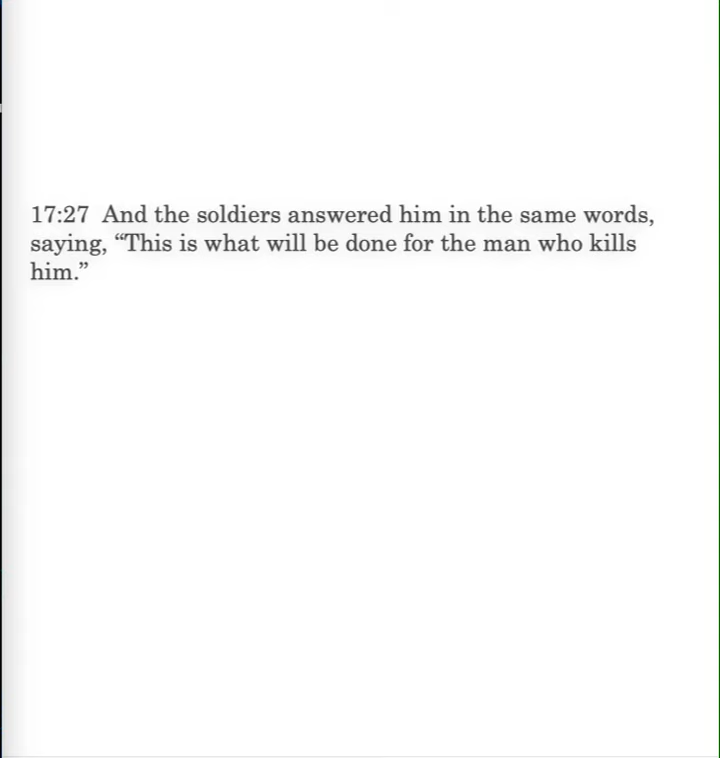 17:27 And the soldiers answered him in the same words,
saying, “This is what will be done for the man who kills
him.”